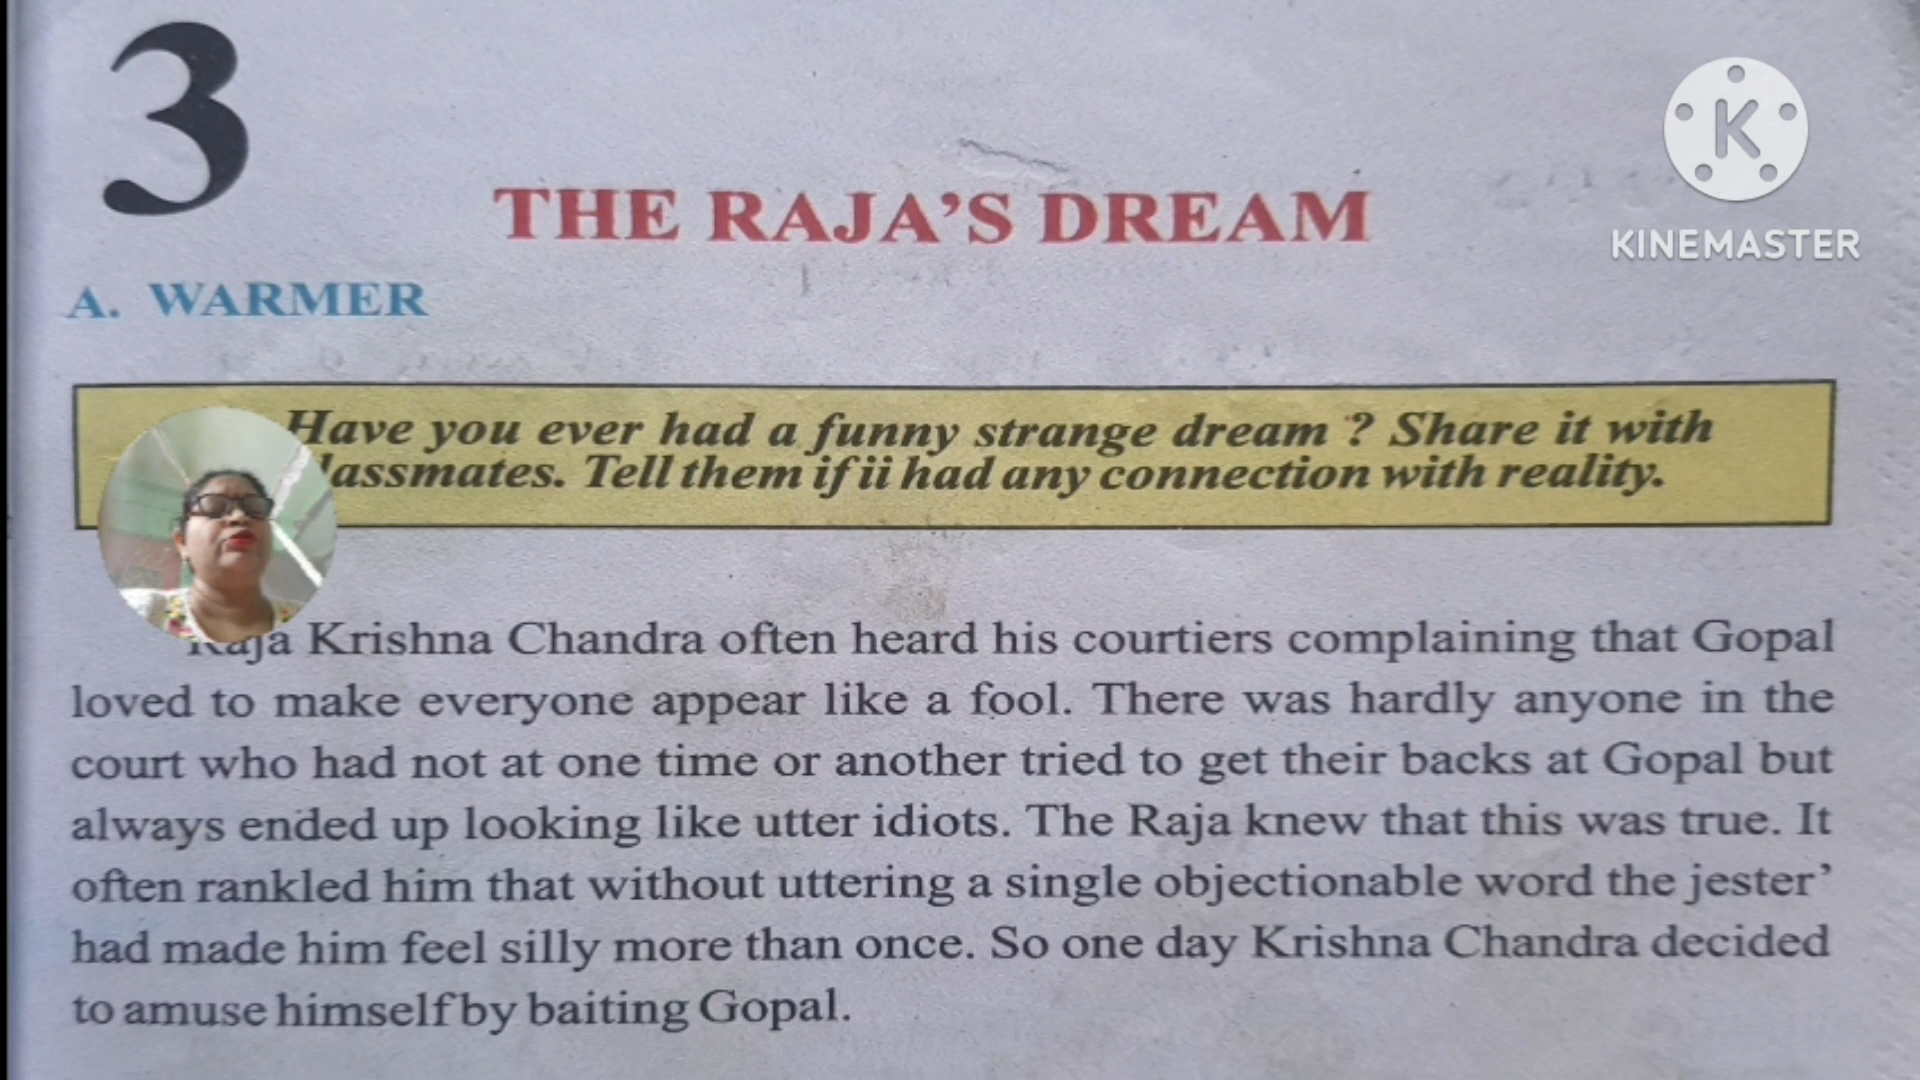 3
THE RAJA'S DREAM
A. WARMER
Have you ever had a funny strange dream ? Share it with
lassmates. Tell them if ii had any connection with reality.
Raja Krishna Chandra often heard his courtiers complaining that Gopal
loved to make everyone appear like a fool. There was hardly anyone in the
court who had not at one time or another tried to get their backs at Gopal but
always ended up looking like utter idiots. The Raja knew that this was true. It
often rankled him that without uttering a single objectionable word the jester'
had made him feel silly more than once. So one day Krishna Chandra decided
to amuse himself by baiting Gopal.
K
KINEMASTER